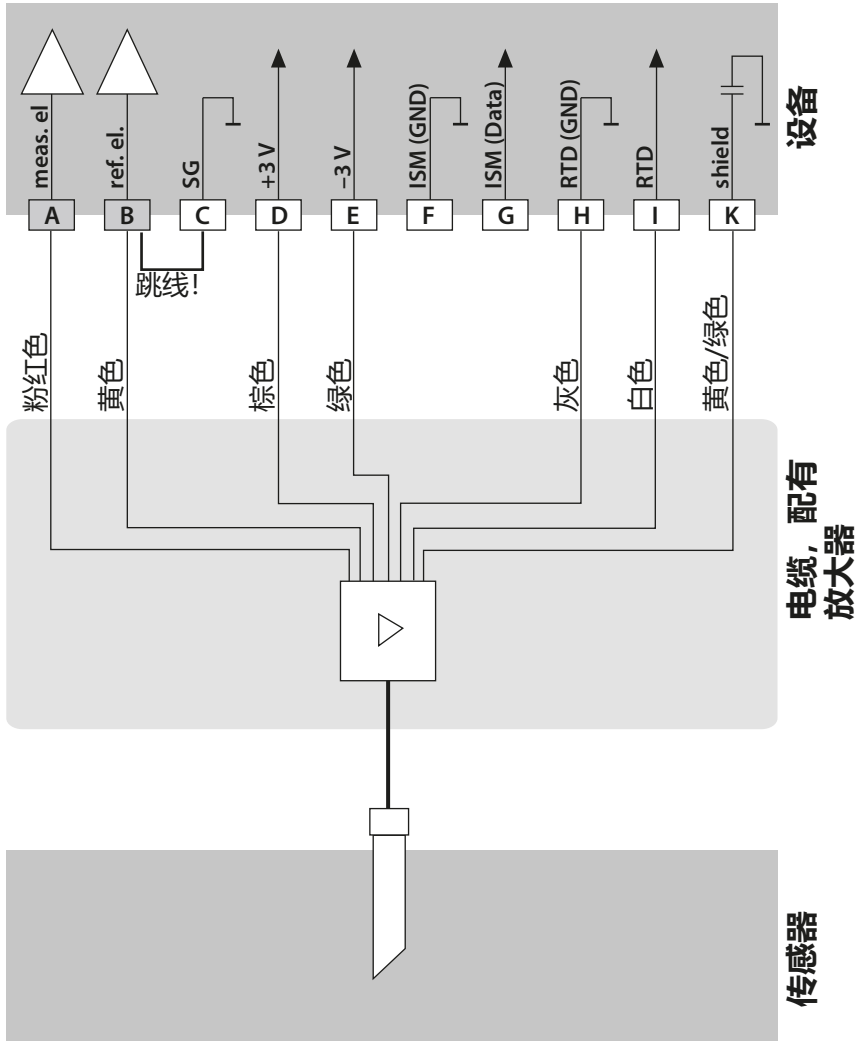 meas. el
ref. el.
SG
+3 V
–3 V
ISM (GND)
ISM (Data)
RTD (GND)
RTD
shield
设备
A
B
C
D
E
F
G
H
I
K
跳线!
粉红色
黄色
棕色
绿色
灰色
白色
黄色/绿色
电缆，配有
放大器
传感器